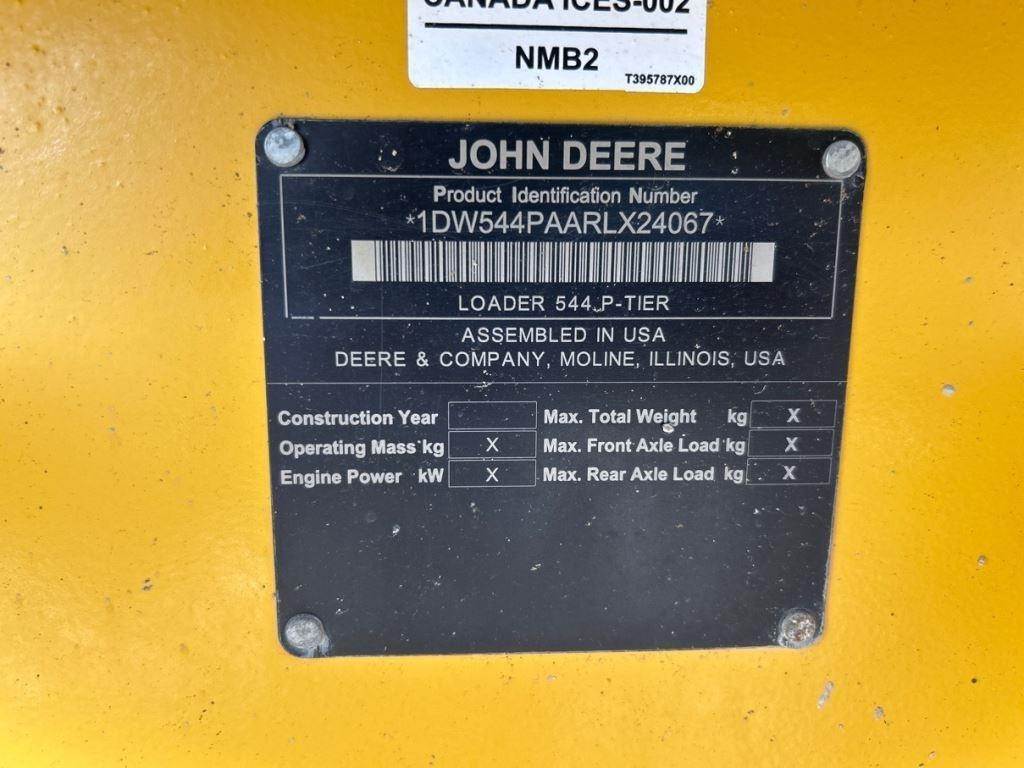 CANADA ICES-002
NMB2
T395787X00
JOHN DEERE
Product Identification Number
*1DW544PAARLX24067*
LOADER 544 P-TIER
ASSEMBLED IN USA
DEERE & COMPANY, MOLINE, ILLINOIS, USA
Construction Year Max. Total Weight kg X
Operating Mass kg X Max. Front Axle Load kg X
Engine Power kW X Max. Rear Axle Load kg X